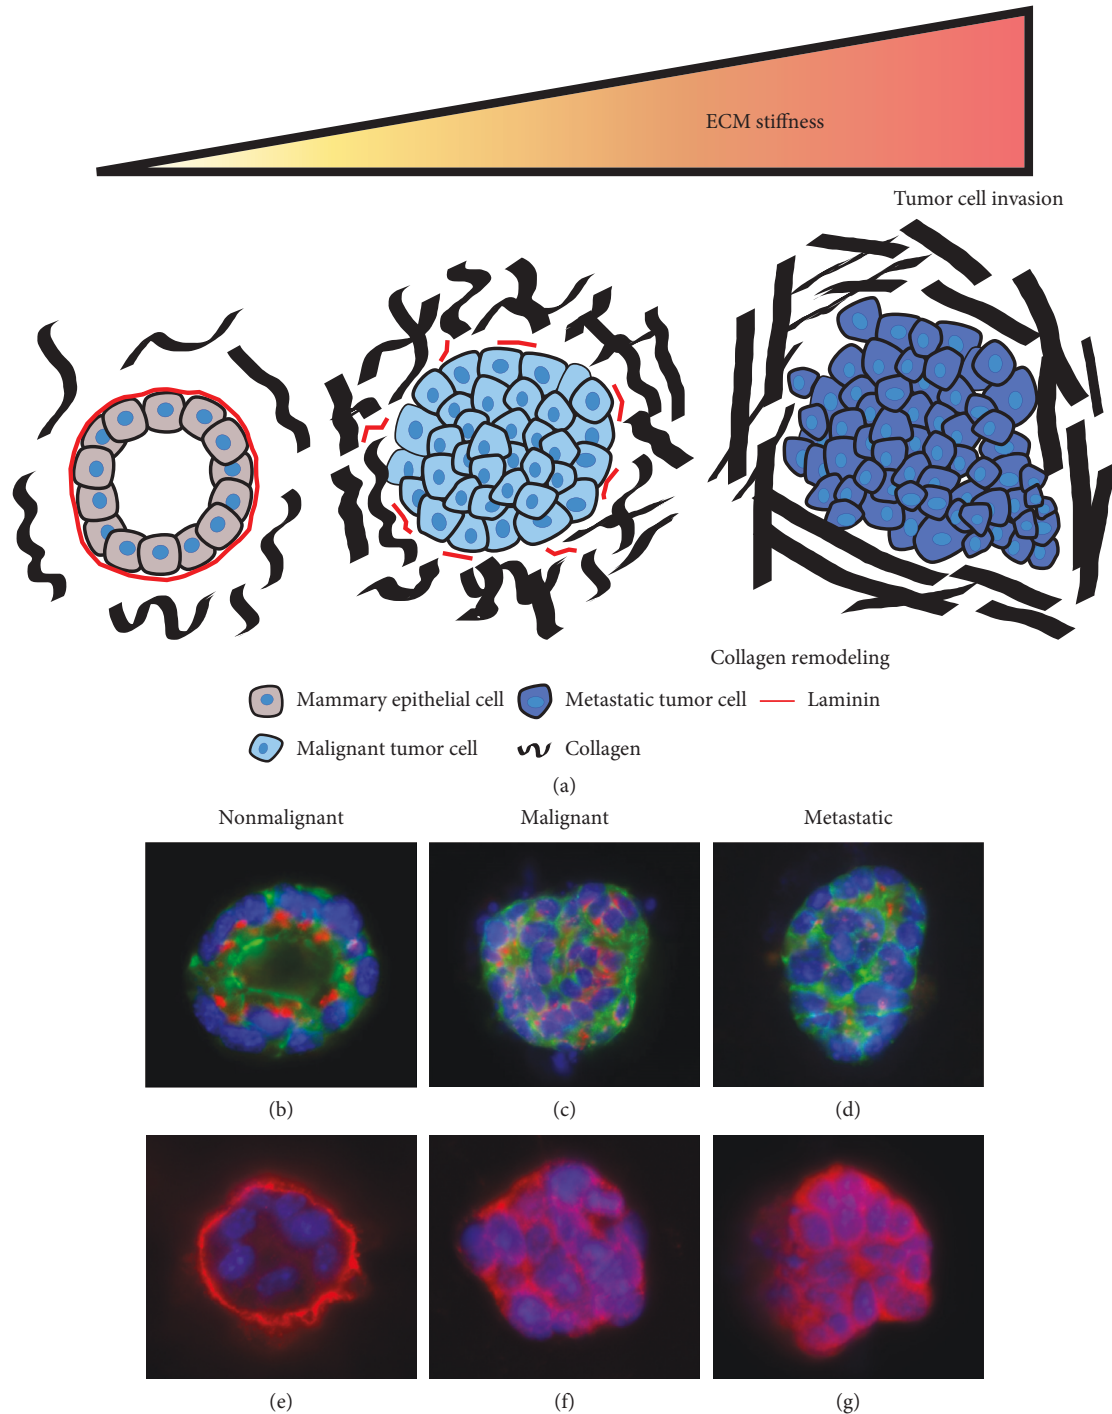 ECM stiffness
Tumor cell invasion
Collagen remodeling
Mammary epithelial cell
Metastatic tumor cell
Laminin
Malignant tumor cell
Collagen
(a)
Nonmalignant
Malignant
Metastatic
(b)
(c)
(d)
(e)
(f)
(g)